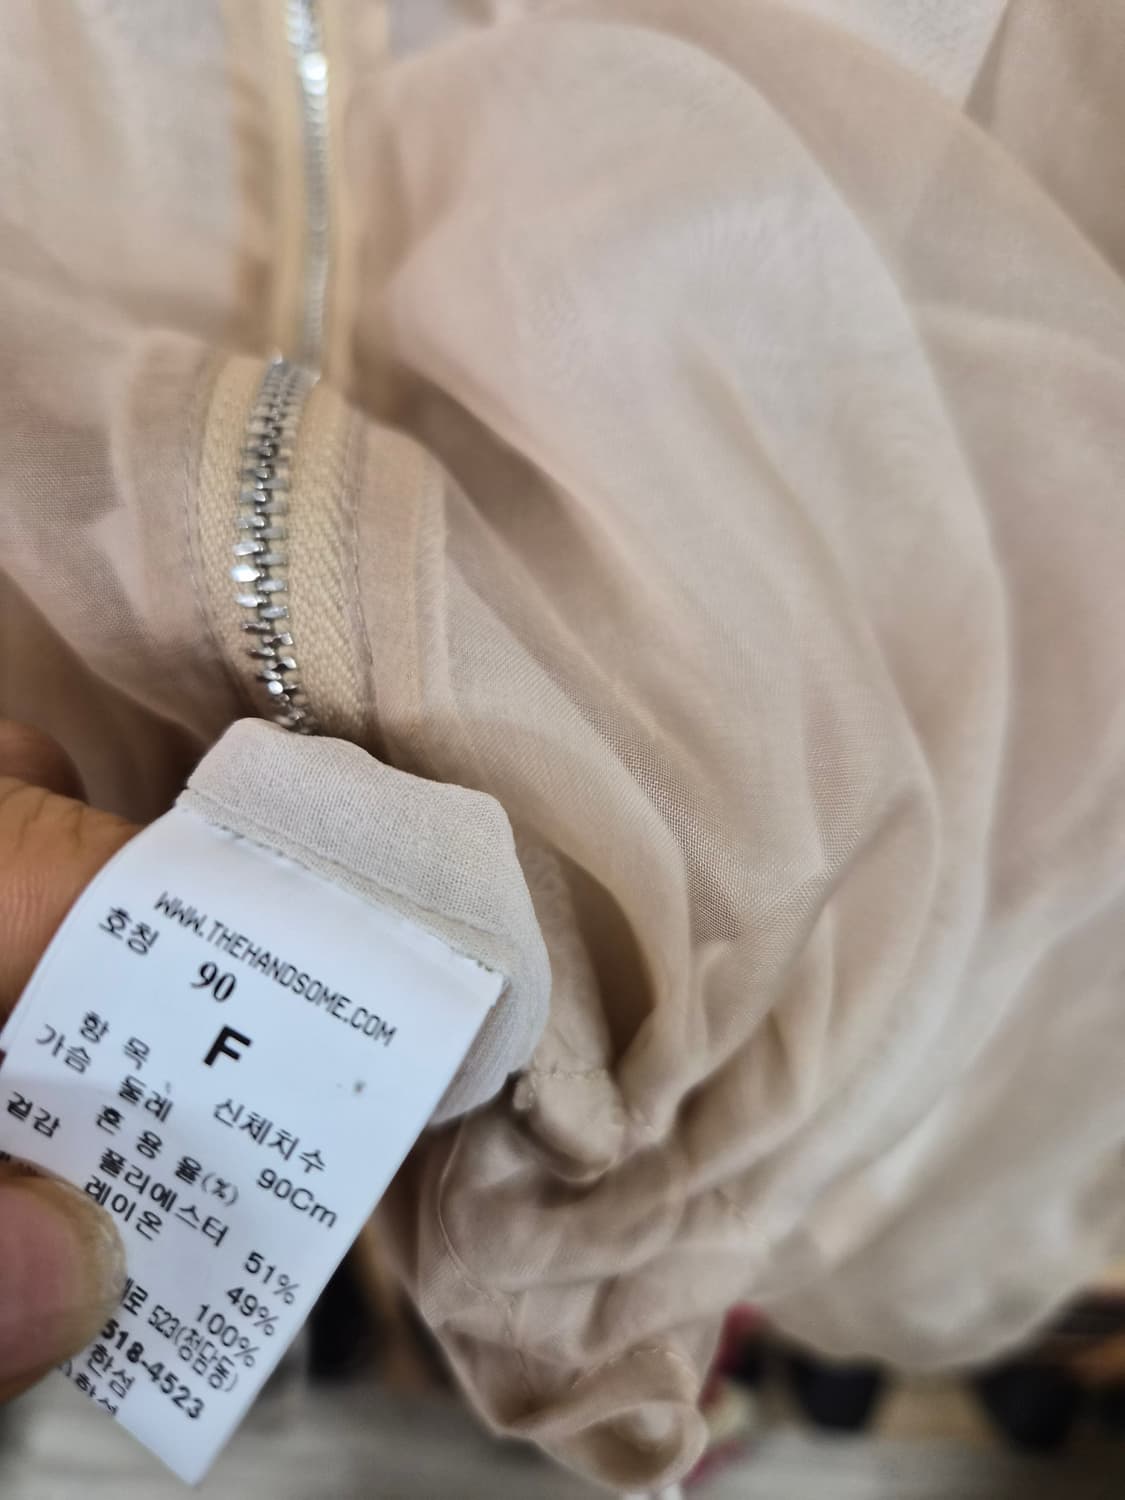 WWW.THEHANDSOME.COM
호칭 90
F
항 목 신체치수
가슴 둘레 90Cm
겉감 혼 용 율(%)
폴리에스터 51%
레이온 49%
100%
로 523(청담동)
518-4523
한섬
한섬